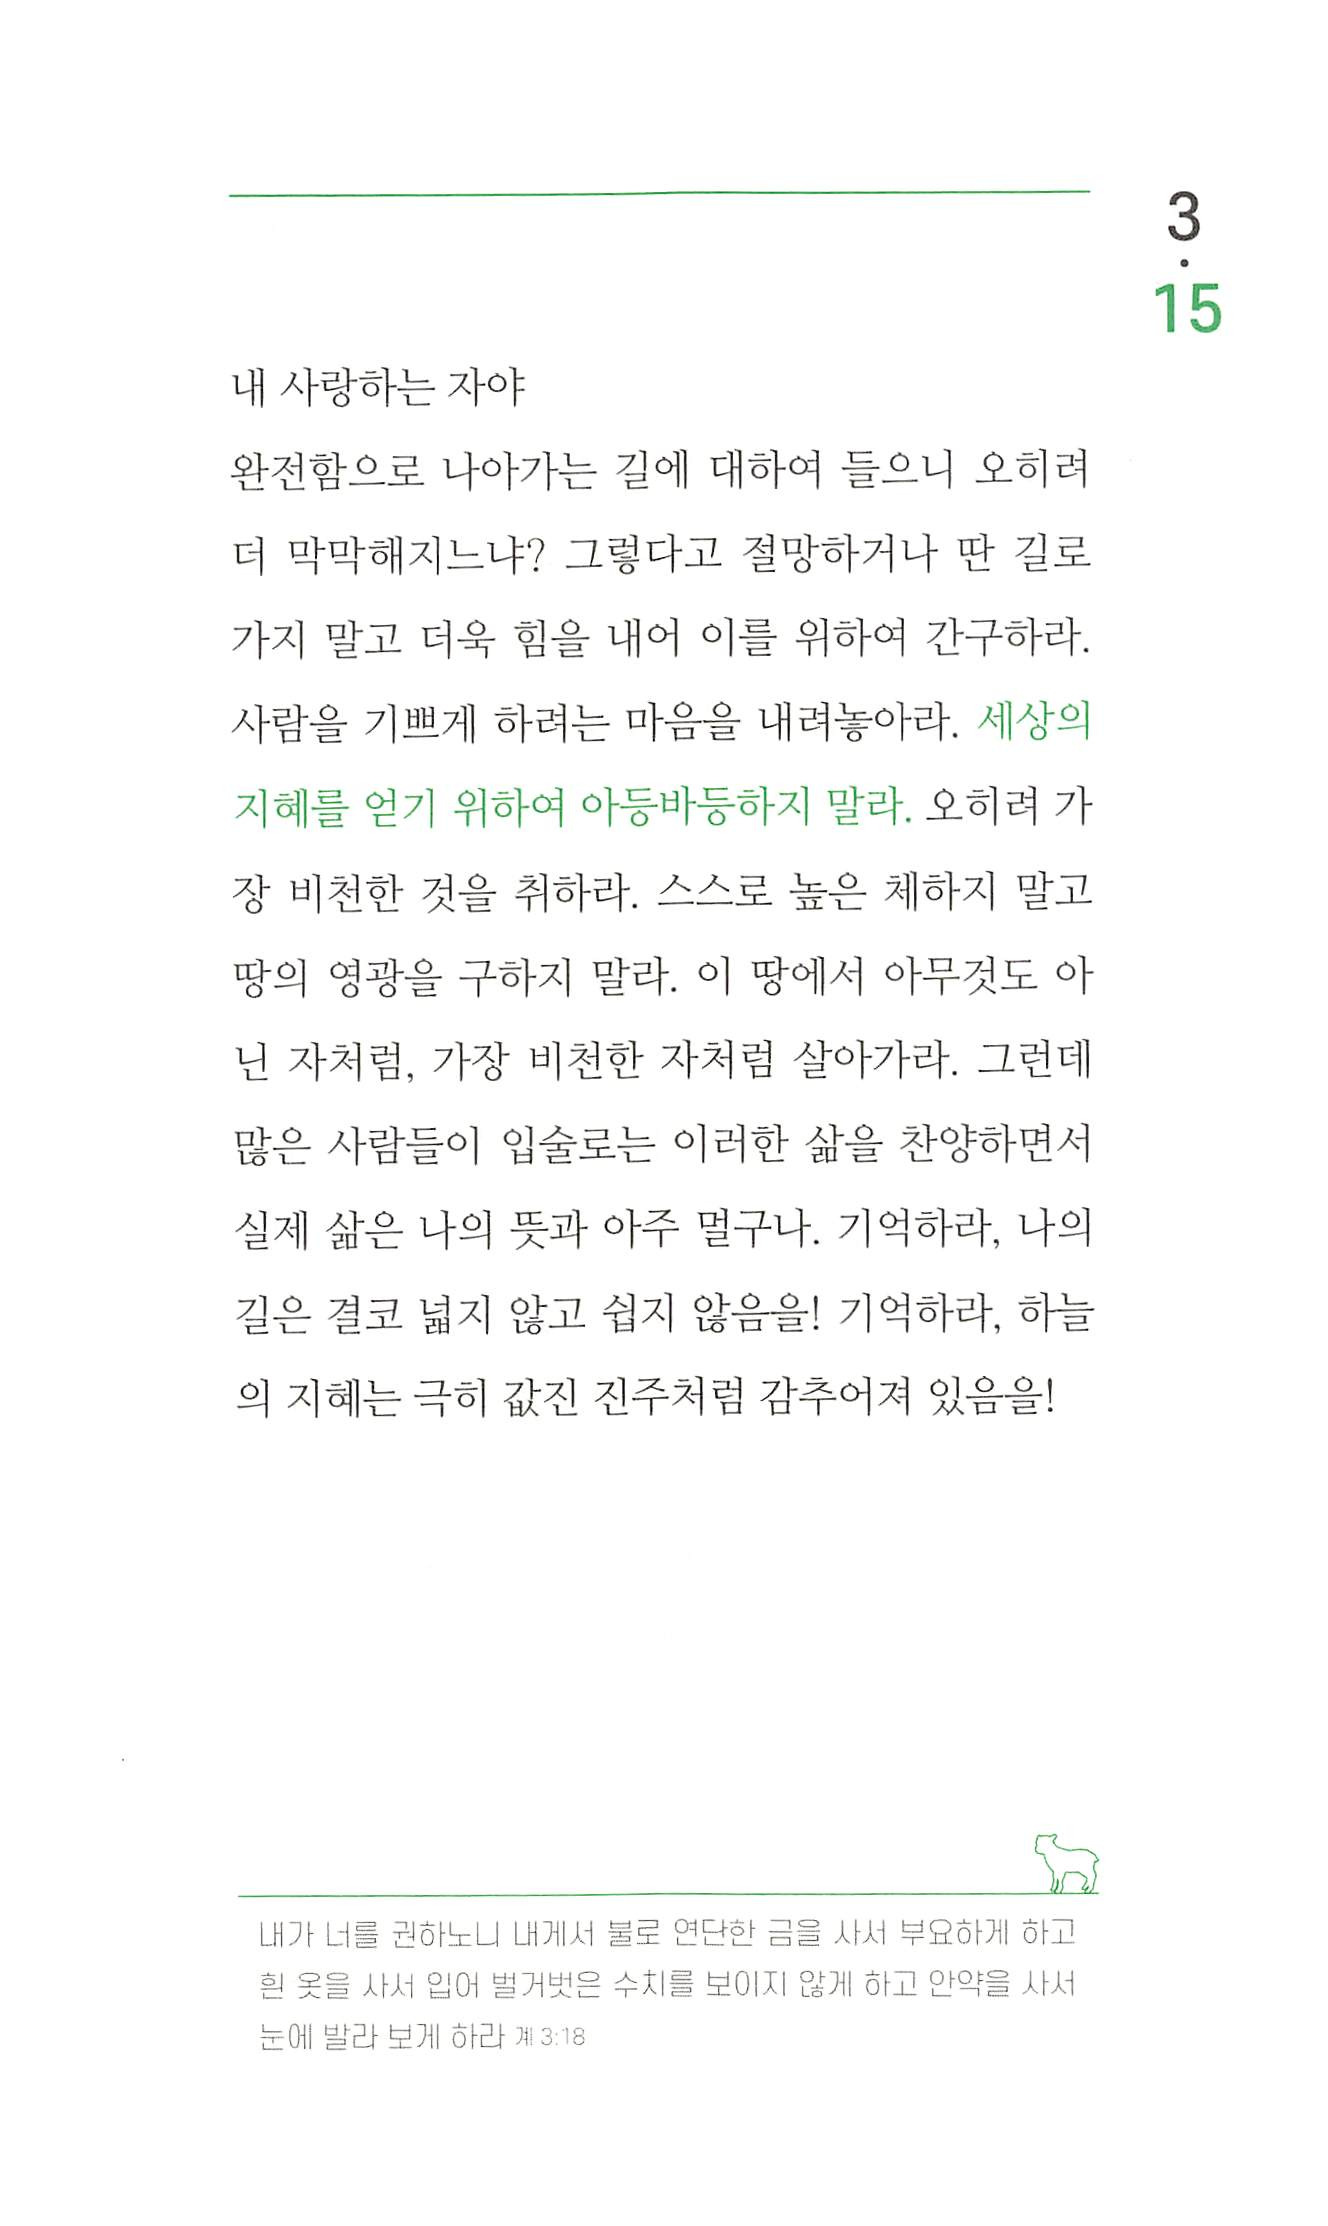 3
·
15
내 사랑하는 자야
완전함으로 나아가는 길에 대하여 들으니 오히려
더 막막해지느냐? 그렇다고 절망하거나 딴 길로
가지 말고 더욱 힘을 내어 이를 위하여 간구하라.
사람을 기쁘게 하려는 마음을 내려놓아라. 세상의
지혜를 얻기 위하여 아등바등하지 말라. 오히려 가
장 비천한 것을 취하라. 스스로 높은 체하지 말고
땅의 영광을 구하지 말라. 이 땅에서 아무것도 아
닌 자처럼, 가장 비천한 자처럼 살아가라. 그런데
많은 사람들이 입술로는 이러한 삶을 찬양하면서
실제 삶은 나의 뜻과 아주 멀구나. 기억하라, 나의
길은 결코 넓지 않고 쉽지 않음을! 기억하라, 하늘
의 지혜는 극히 값진 진주처럼 감추어져 있음을!
내가 너를 권하노니 내게서 불로 연단한 금을 사서 부요하게 하고
흰 옷을 사서 입어 벌거벗은 수치를 보이지 않게 하고 안약을 사서
눈에 발라 보게 하라 계 3:18